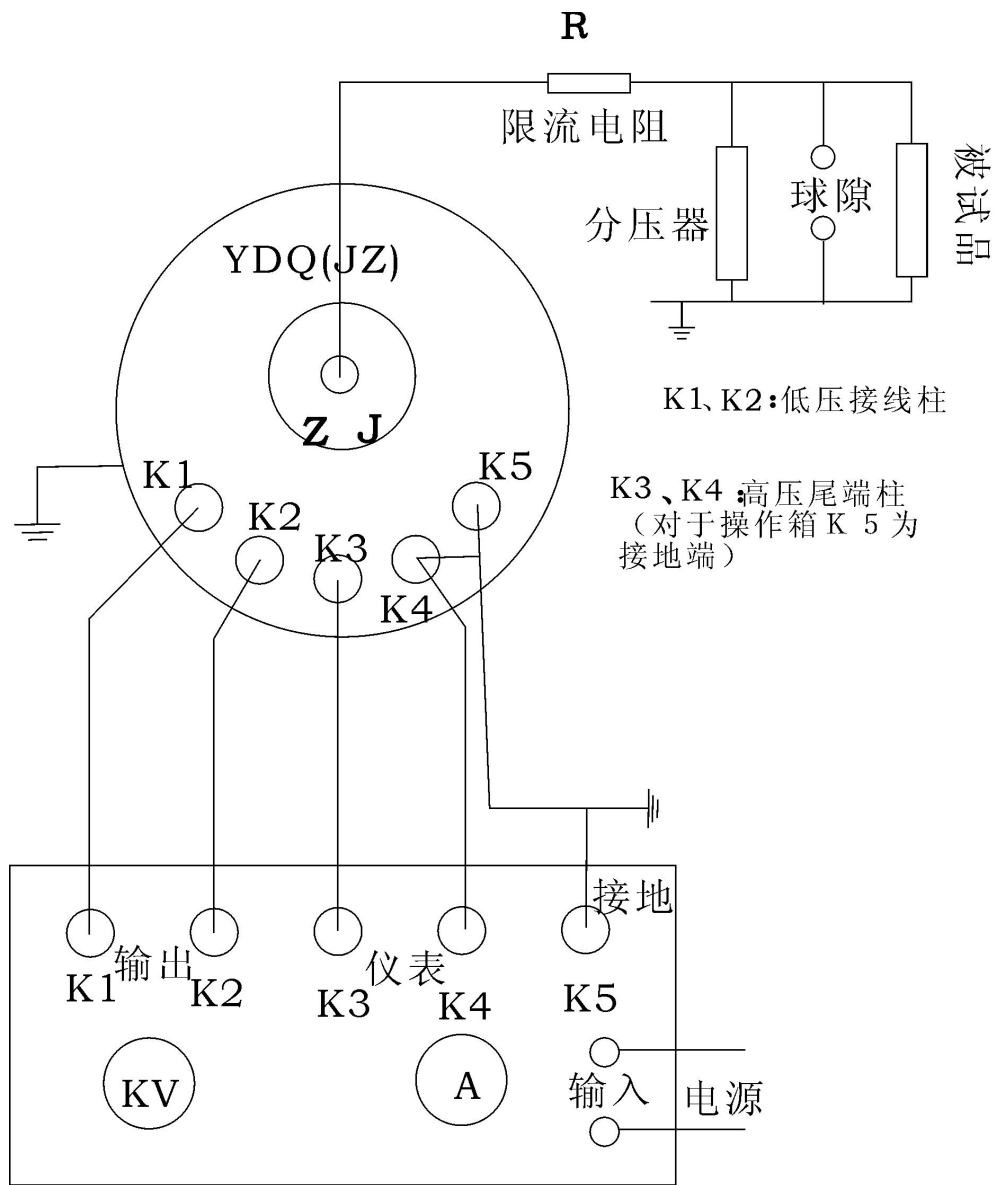 R
限流电阻
分压器
球隙
被试品
YDQ(JZ)
Z J
K1、K2:低压接线柱
K1
K2
K3
K4
K5
K3、K4:高压尾端柱
(对于操作箱K 5为
接地端)
接地
输出
仪表
K1
K2
K3
K4
K5
KV
A
输入
电源